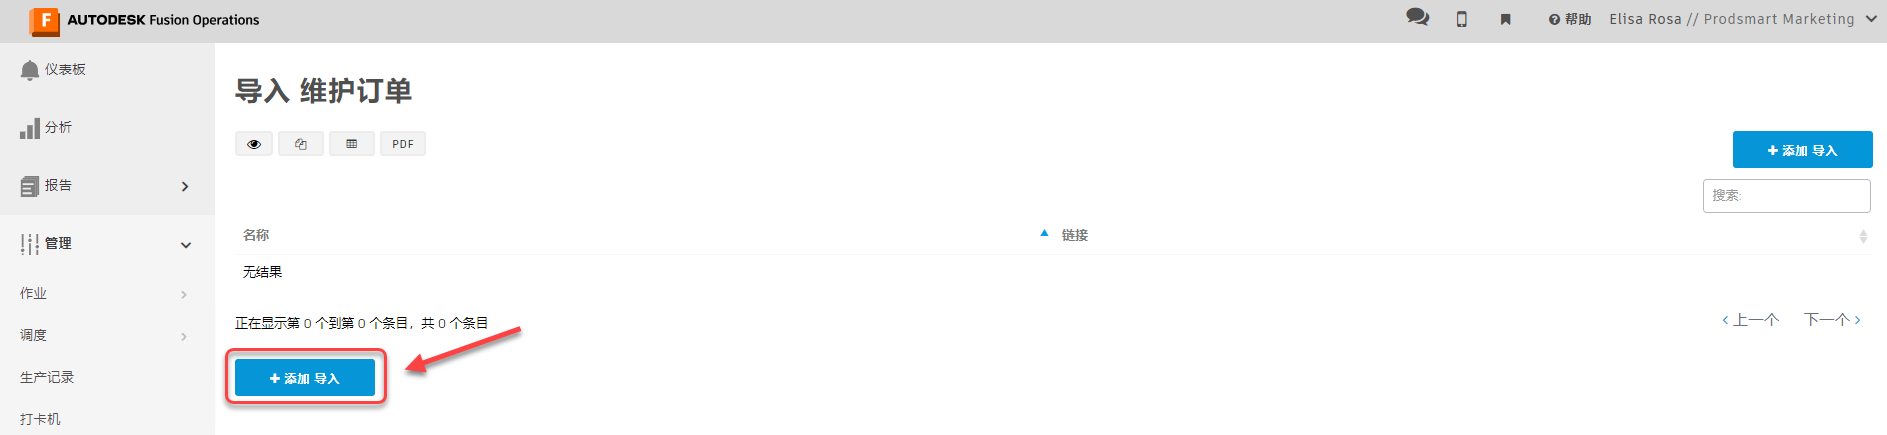 F AUTODESK Fusion Operations
帮助 Elisa Rosa // Prodsmart Marketing
仪表板
分析
报告
管理
作业
调度
生产记录
打卡机
导入 维护订单
PDF
添加 导入
搜索:
名称 链接
无结果
正在显示第 0 个到第 0 个条目，共 0 个条目
上一个 下一个
添加 导入